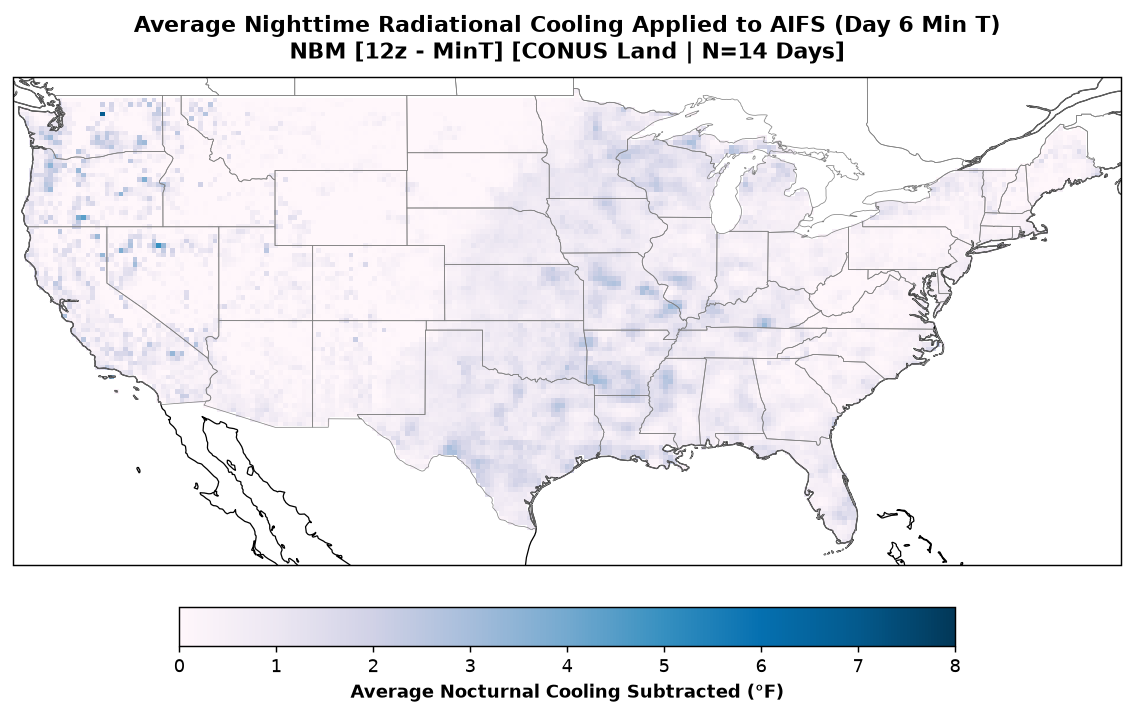 Average Nighttime Radiational Cooling Applied to AIFS (Day 6 Min T)
NBM [12z - MinT] [CONUS Land | N=14 Days]
0 1 2 3 4 5 6 7 8
Average Nocturnal Cooling Subtracted (°F)